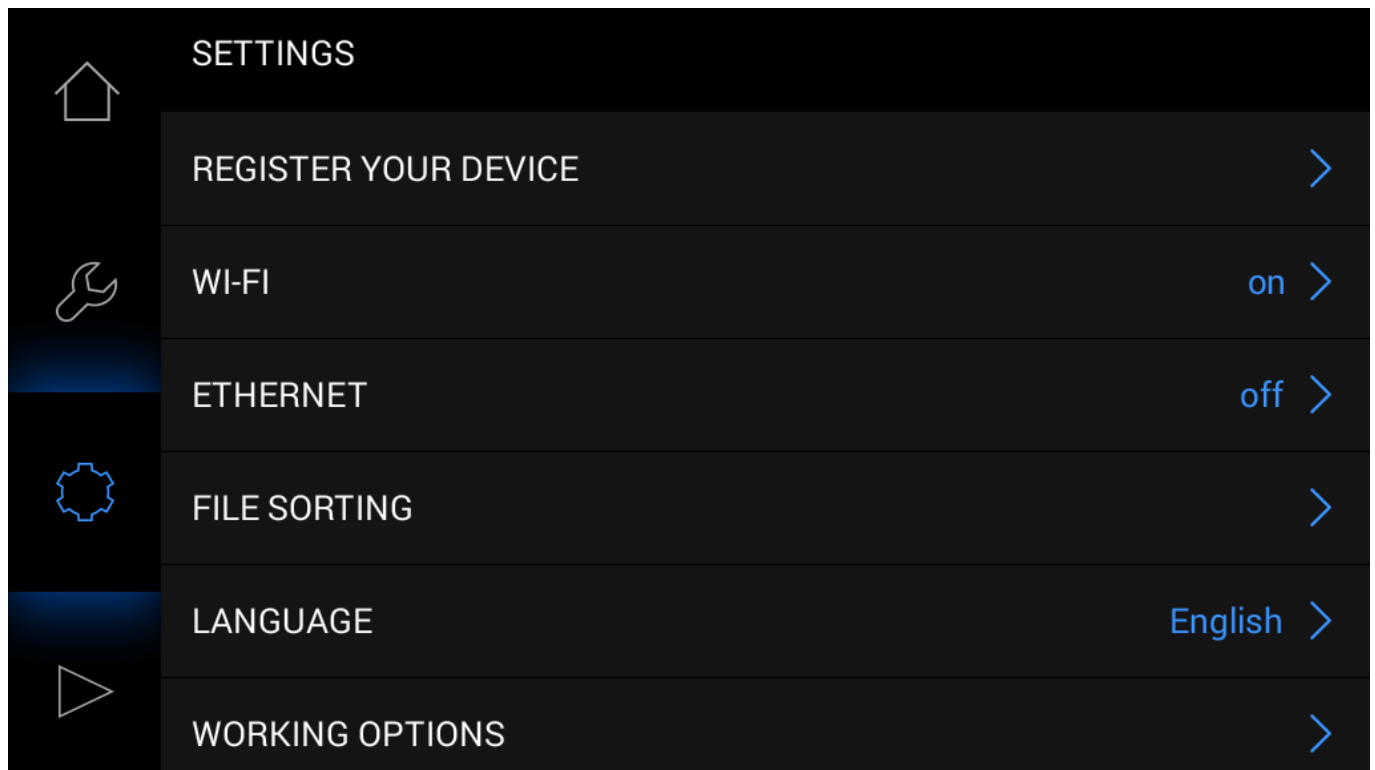 SETTINGS
REGISTER YOUR DEVICE
WI-FI on
ETHERNET off
FILE SORTING
LANGUAGE English
WORKING OPTIONS